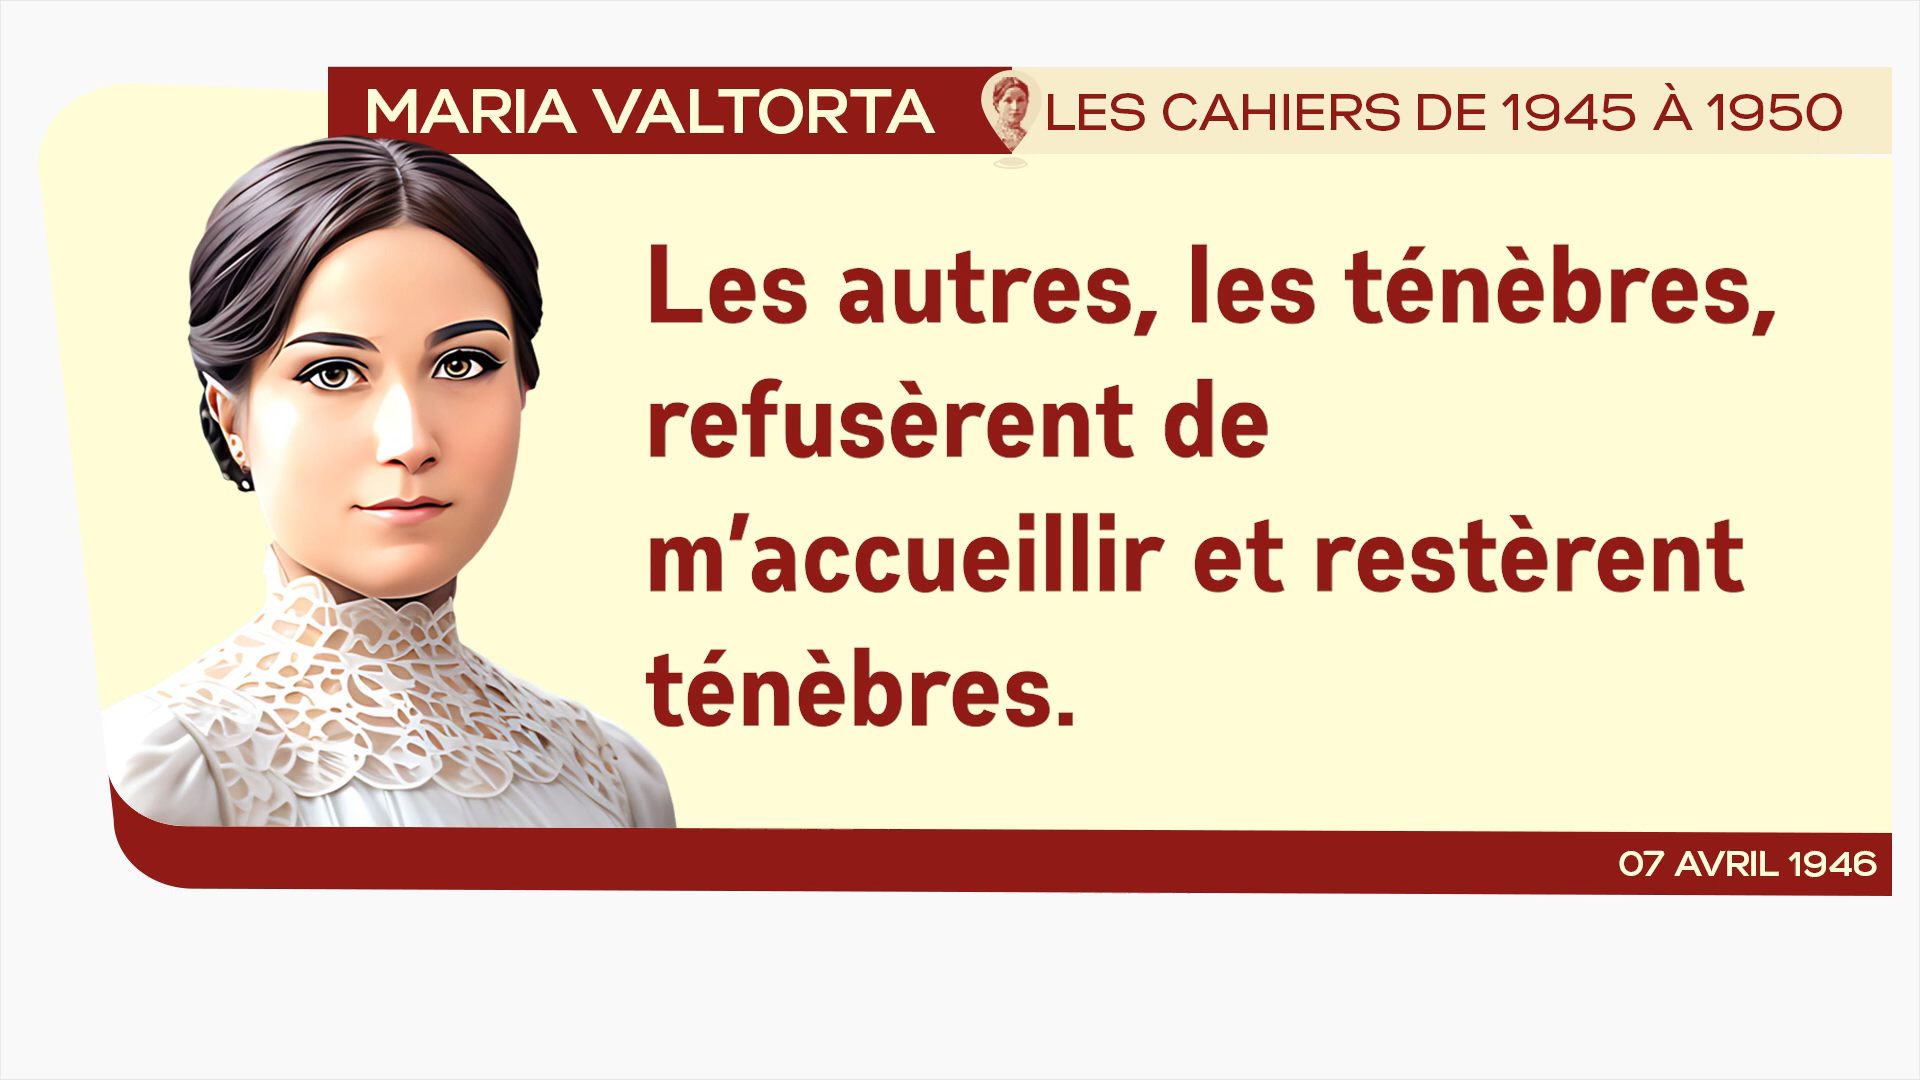 MARIA VALTORTA
LES CAHIERS DE 1945 À 1950
Les autres, les ténèbres,
refusèrent de
m’accueillir et restèrent
ténèbres.
07 AVRIL 1946